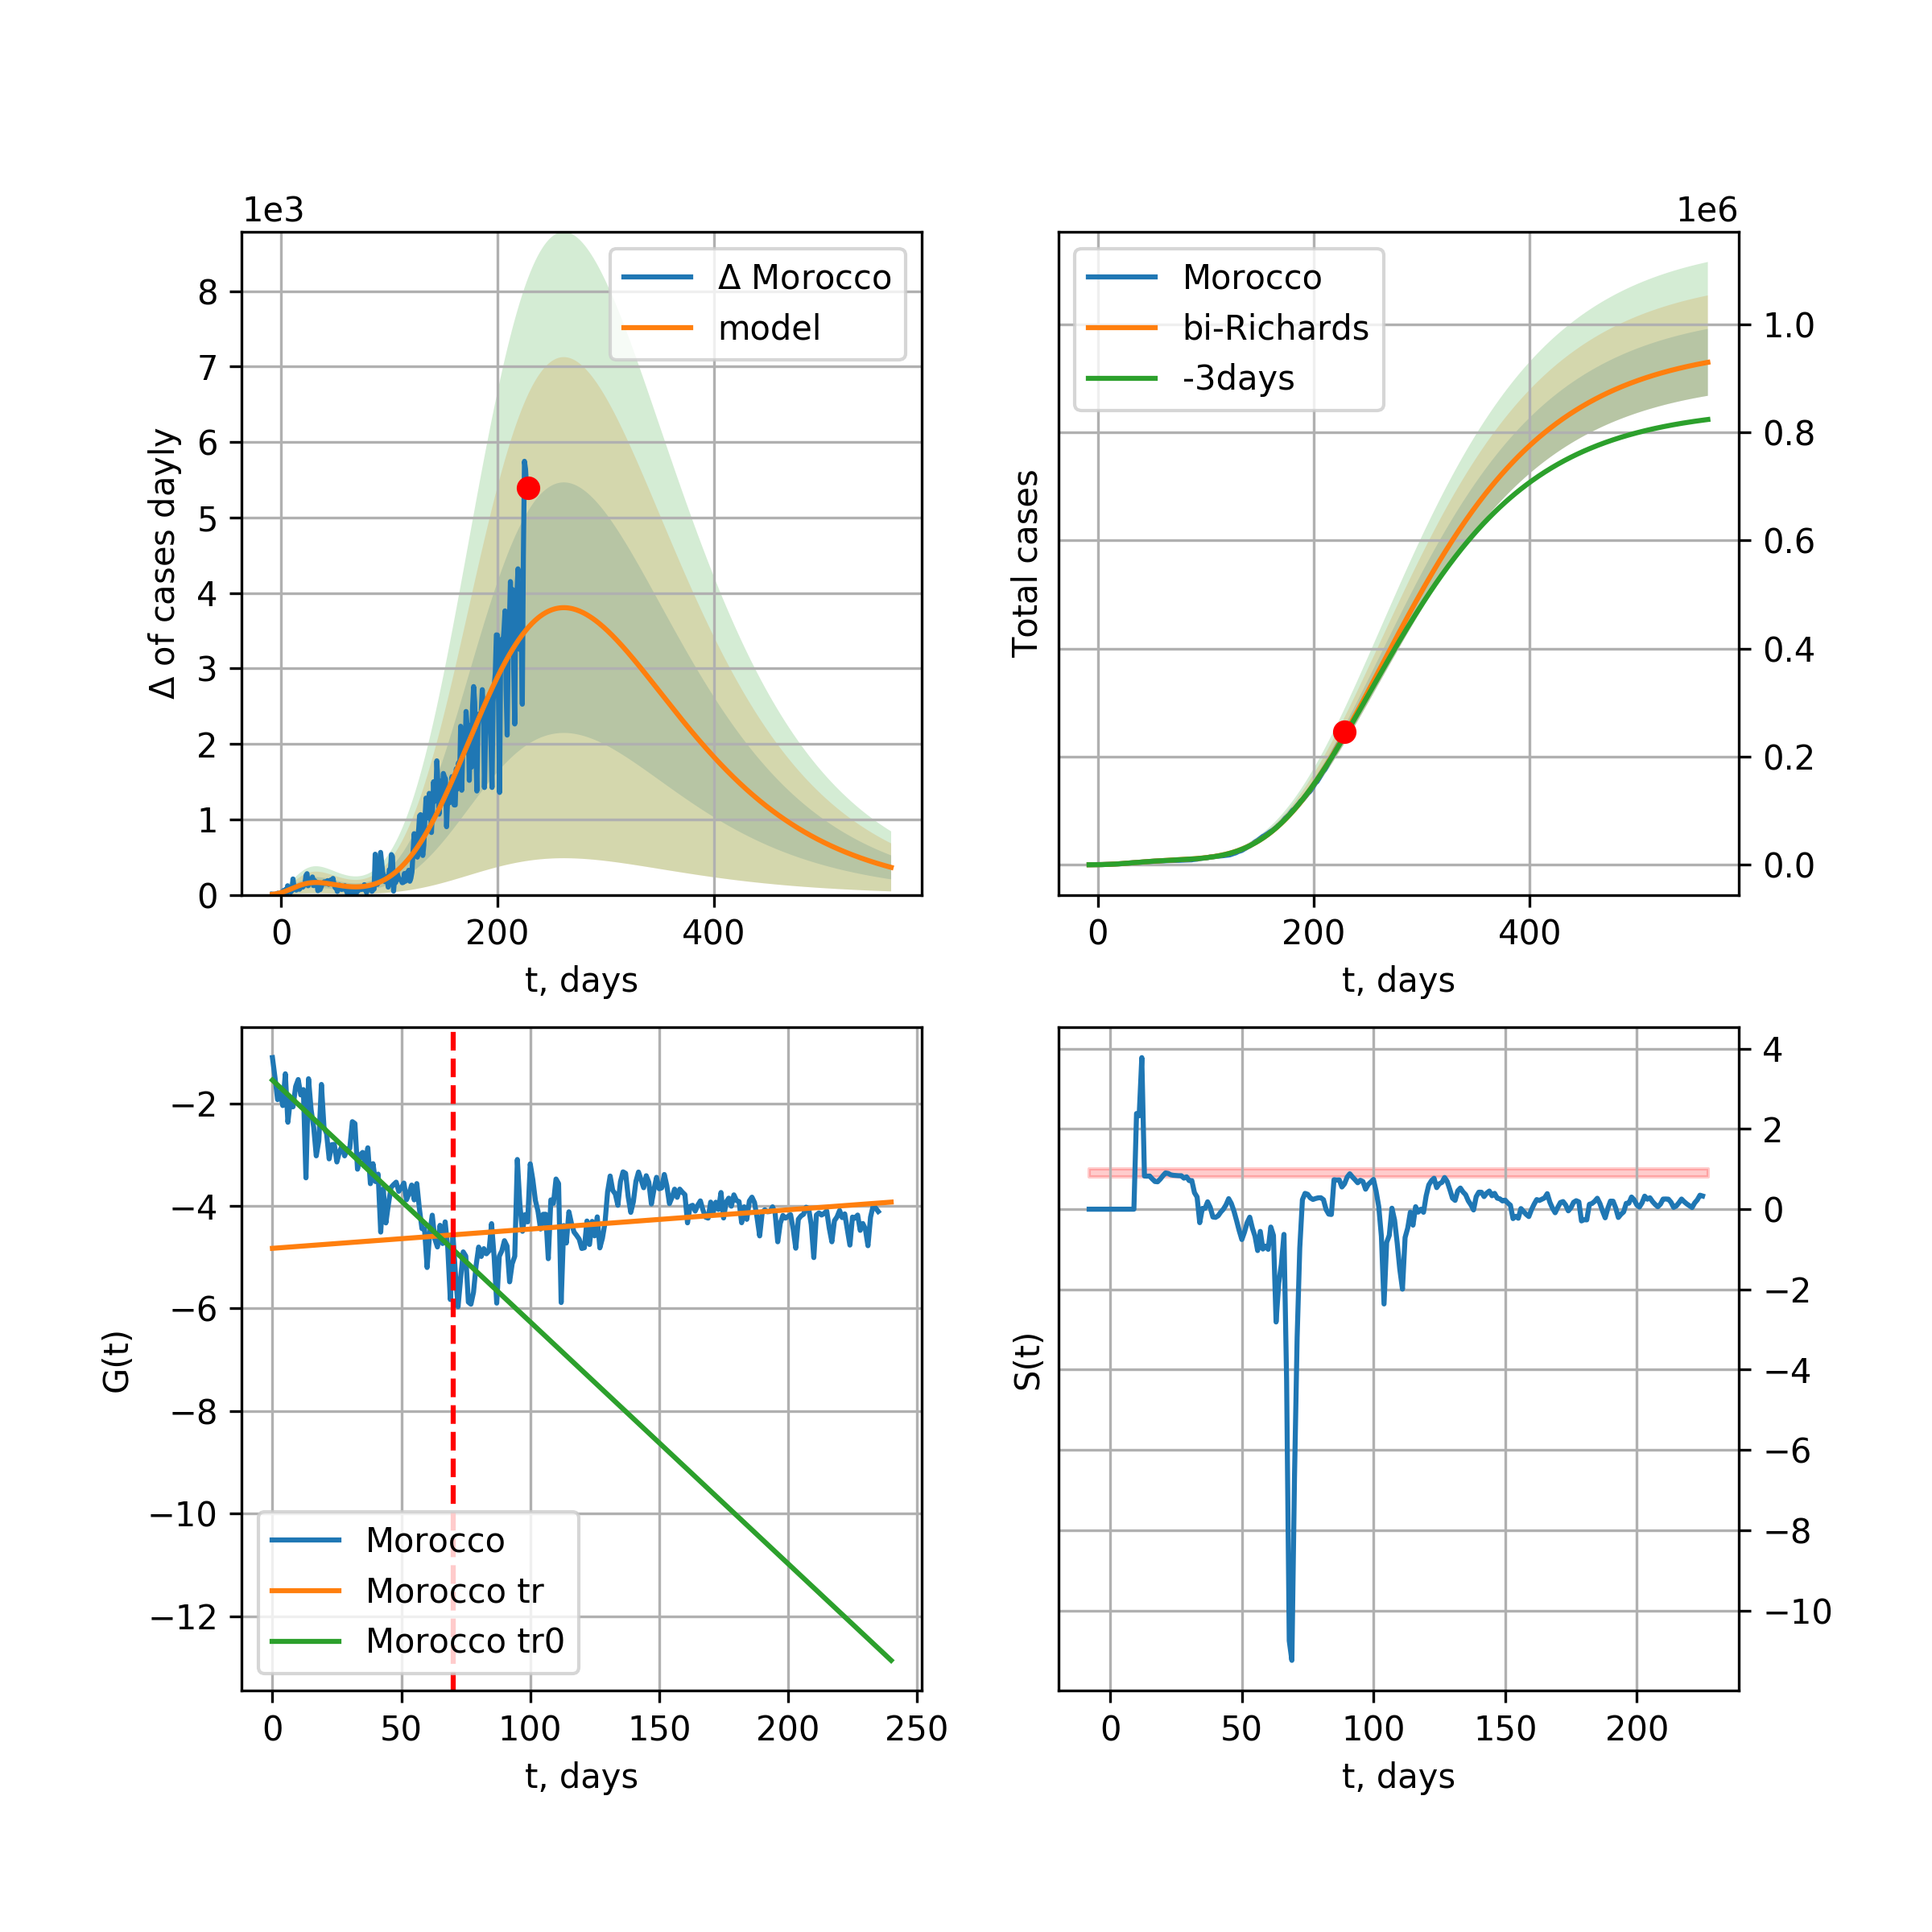 1e3
8
7
6
5
4
3
2
1
0
Δ of cases dayly
Δ Morocco
model
0 200 400
t, days
1e6
Morocco
bi-Richards
-3days
1.0
0.8
0.6
0.4
0.2
0.0
Total cases
0 200 400
t, days
−2
−4
−6
−8
−10
−12
G(t)
Morocco
Morocco tr
Morocco tr0
0 50 100 150 200 250
t, days
4
2
0
−2
−4
−6
−8
−10
S(t)
0 50 100 150 200
t, days